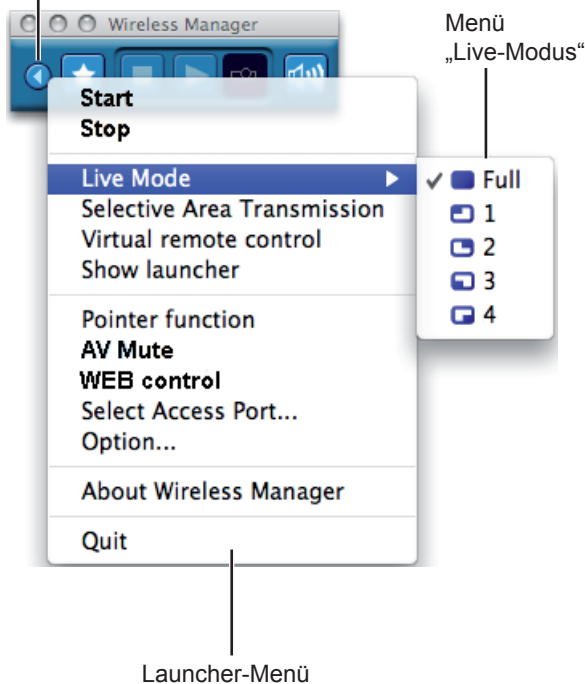 Wireless Manager
Menü
„Live-Modus“
Start
Stop
Live Mode
Selective Area Transmission
Virtual remote control
Show launcher
Pointer function
AV Mute
WEB control
Select Access Port...
Option...
About Wireless Manager
Quit
Full
1
2
3
4
Launcher-Menü